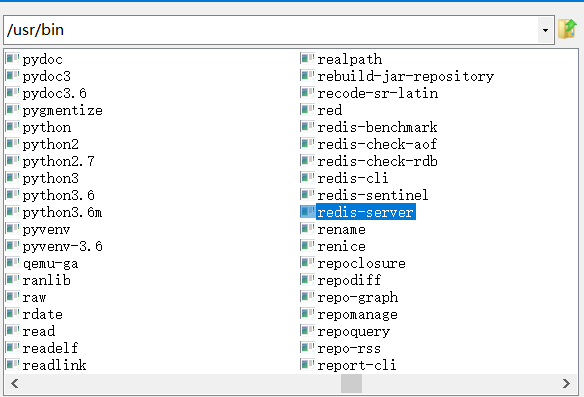 /usr/bin
pydoc
pydoc3
pydoc3.6
pygmentize
python
python2
python2.7
python3
python3.6
python3.6m
pyvenv
pyvenv-3.6
qemu-ga
ranlib
raw
rdate
read
readelf
readlink
realpath
rebuild-jar-repository
recode-sr-latin
red
redis-benchmark
redis-check-aof
redis-check-rdb
redis-cli
redis-sentinel
redis-server
rename
renice
repoclosure
repodiff
repo-graph
repomanage
repoquery
repo-rss
report-cli